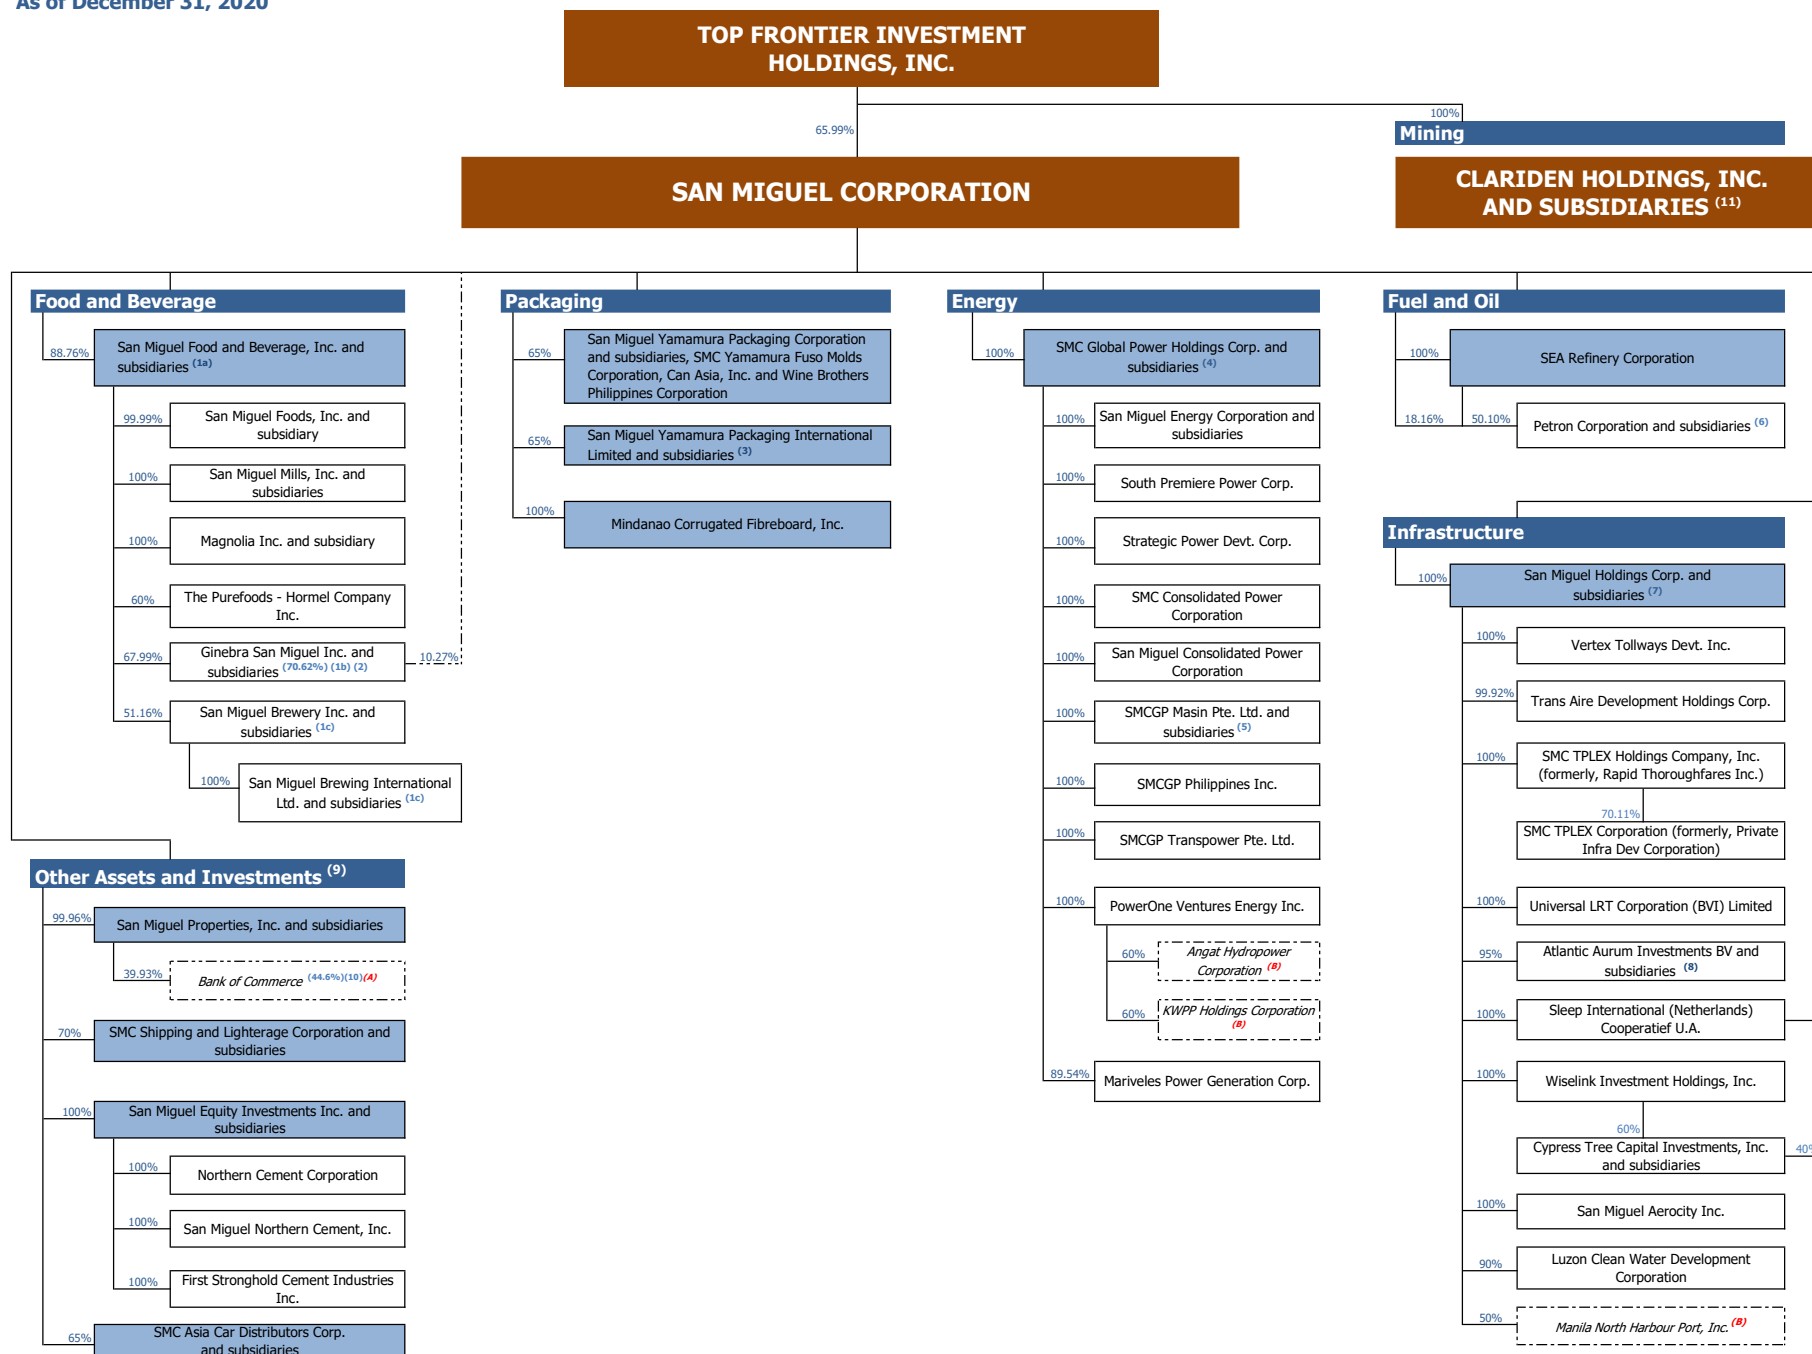 As of December 31, 2020
TOP FRONTIER INVESTMENT
HOLDINGS, INC.
65.99%
100%
Mining
SAN MIGUEL CORPORATION
CLARIDEN HOLDINGS, INC.
AND SUBSIDIARIES (11)
Food and Beverage
88.76%
San Miguel Food and Beverage, Inc. and
subsidiaries (1a)
99.99%
San Miguel Foods, Inc. and
subsidiary
100%
San Miguel Mills, Inc. and
subsidiaries
100%
Magnolia Inc. and subsidiary
60%
The Purefoods - Hormel Company
Inc.
67.99%
Ginebra San Miguel Inc. and
subsidiaries (70.62%) (1b) (2)
10.27%
51.16%
San Miguel Brewery Inc. and
subsidiaries (1c)
100%
San Miguel Brewing International
Ltd. and subsidiaries (1c)
Other Assets and Investments (9)
99.96%
San Miguel Properties, Inc. and subsidiaries
39.93%
Bank of Commerce (44.6%)(10)(A)
70%
SMC Shipping and Lighterage Corporation and
subsidiaries
100%
San Miguel Equity Investments Inc. and
subsidiaries
100%
Northern Cement Corporation
100%
San Miguel Northern Cement, Inc.
100%
First Stronghold Cement Industries
Inc.
65%
SMC Asia Car Distributors Corp.
and subsidiaries
Packaging
65%
San Miguel Yamamura Packaging Corporation
and subsidiaries, SMC Yamamura Fuso Molds
Corporation, Can Asia, Inc. and Wine Brothers
Philippines Corporation
65%
San Miguel Yamamura Packaging International
Limited and subsidiaries (3)
100%
Mindanao Corrugated Fibreboard, Inc.
Energy
100%
SMC Global Power Holdings Corp. and
subsidiaries (4)
100%
San Miguel Energy Corporation and
subsidiaries
100%
South Premiere Power Corp.
100%
Strategic Power Devt. Corp.
100%
SMC Consolidated Power
Corporation
100%
San Miguel Consolidated Power
Corporation
100%
SMCGP Masin Pte. Ltd. and
subsidiaries (5)
100%
SMCGP Philippines Inc.
100%
SMCGP Transpower Pte. Ltd.
100%
PowerOne Ventures Energy Inc.
60%
Angat Hydropower
Corporation (B)
60%
KWPP Holdings Corporation
(B)
89.54%
Mariveles Power Generation Corp.
Fuel and Oil
100%
SEA Refinery Corporation
18.16%
50.10%
Petron Corporation and subsidiaries (6)
Infrastructure
100%
San Miguel Holdings Corp. and
subsidiaries (7)
100%
Vertex Tollways Devt. Inc.
99.92%
Trans Aire Development Holdings Corp.
100%
SMC TPLEX Holdings Company, Inc.
(formerly, Rapid Thoroughfares Inc.)
70.11%
SMC TPLEX Corporation (formerly, Private
Infra Dev Corporation)
100%
Universal LRT Corporation (BVI) Limited
95%
Atlantic Aurum Investments BV and
subsidiaries (8)
100%
Sleep International (Netherlands)
Cooperatief U.A.
100%
Wiselink Investment Holdings, Inc.
60%
Cypress Tree Capital Investments, Inc.
and subsidiaries
40%
100%
San Miguel Aerocity Inc.
90%
Luzon Clean Water Development
Corporation
50%
Manila North Harbour Port, Inc. (B)